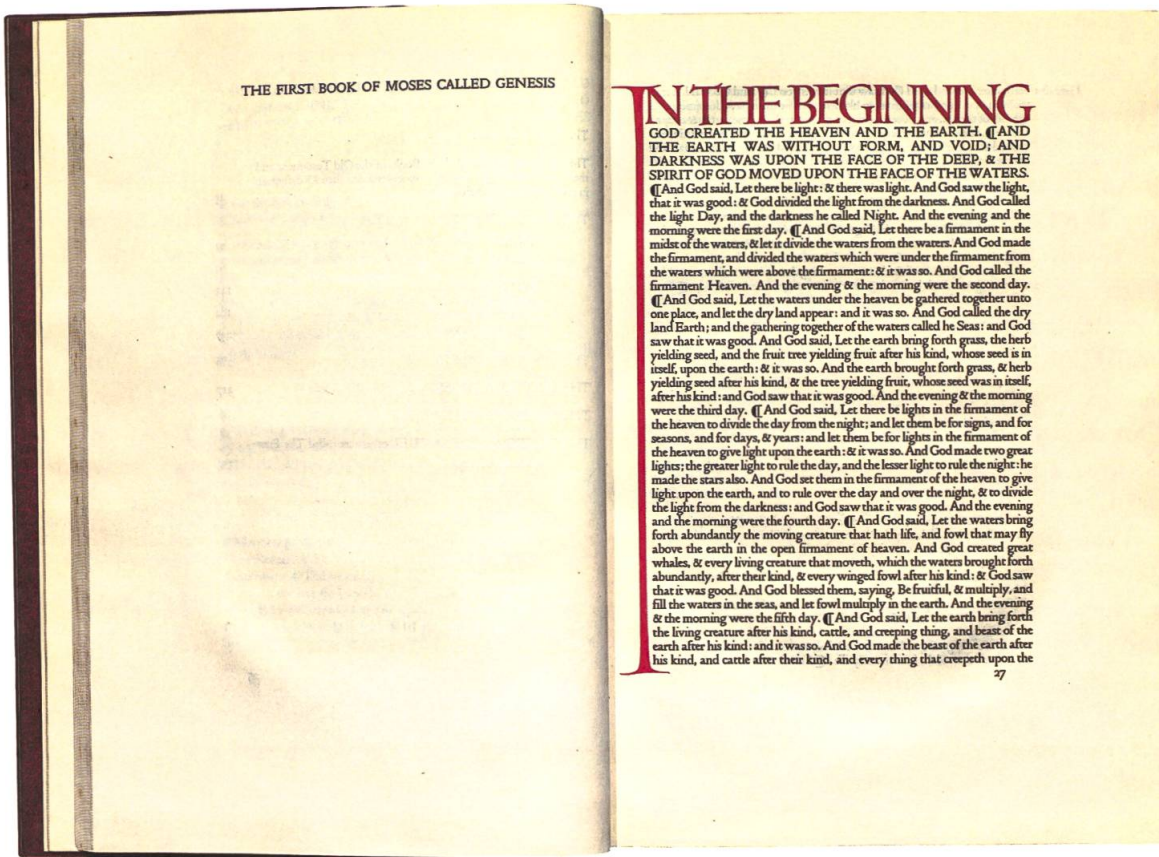 THE FIRST BOOK OF MOSES CALLED GENESIS
IN THE BEGINNING
GOD CREATED THE HEAVEN AND THE EARTH. ¶AND
THE EARTH WAS WITHOUT FORM, AND VOID; AND
DARKNESS WAS UPON THE FACE OF THE DEEP, & THE
SPIRIT OF GOD MOVED UPON THE FACE OF THE WATERS.
¶And God said, Let there be light: & there was light. And God saw the light,
that it was good: & God divided the light from the darkness. And God called
the light Day, and the darkness he called Night. And the evening and the
morning were the first day. ¶And God said, Let there be a firmament in the
midst of the waters, & let it divide the waters from the waters. And God made
the firmament, and divided the waters which were under the firmament from
the waters which were above the firmament: & it was so. And God called the
firmament Heaven. And the evening & the morning were the second day.
¶And God said, Let the waters under the heaven be gathered together unto
one place, and let the dry land appear: and it was so. And God called the dry
land Earth; and the gathering together of the waters called he Seas: and God
saw that it was good. And God said, Let the earth bring forth grass, the herb
yielding seed, and the fruit tree yielding fruit after his kind, whose seed is in
itself, upon the earth: & it was so. And the earth brought forth grass, & herb
yielding seed after his kind, & the tree yielding fruit, whose seed was in itself,
after his kind: and God saw that it was good. And the evening & the morning
were the third day. ¶And God said, Let there be lights in the firmament of
the heaven to divide the day from the night; and let them be for signs, and for
seasons, and for days, & years: and let them be for lights in the firmament of
the heaven to give light upon the earth: & it was so. And God made two great
lights; the greater light to rule the day, and the lesser light to rule the night: he
made the stars also. And God set them in the firmament of the heaven to give
light upon the earth, and to rule over the day and over the night, & to divide
the light from the darkness: and God saw that it was good. And the evening
and the morning were the fourth day. ¶And God said, Let the waters bring
forth abundantly the moving creature that hath life, and fowl that may fly
above the earth in the open firmament of heaven. And God created great
whales, & every living creature that moveth, which the waters brought forth
abundantly, after their kind, & every winged fowl after his kind: & God saw
that it was good. And God blessed them, saying, Be fruitful, & multiply, and
fill the waters in the seas, and let fowl multiply in the earth. And the evening
& the morning were the fifth day. ¶And God said, Let the earth bring forth
the living creature after his kind, cattle, and creeping thing, and beast of the
earth after his kind: and it was so. And God made the beast of the earth after
his kind, and cattle after their kind, and every thing that creepeth upon the
27